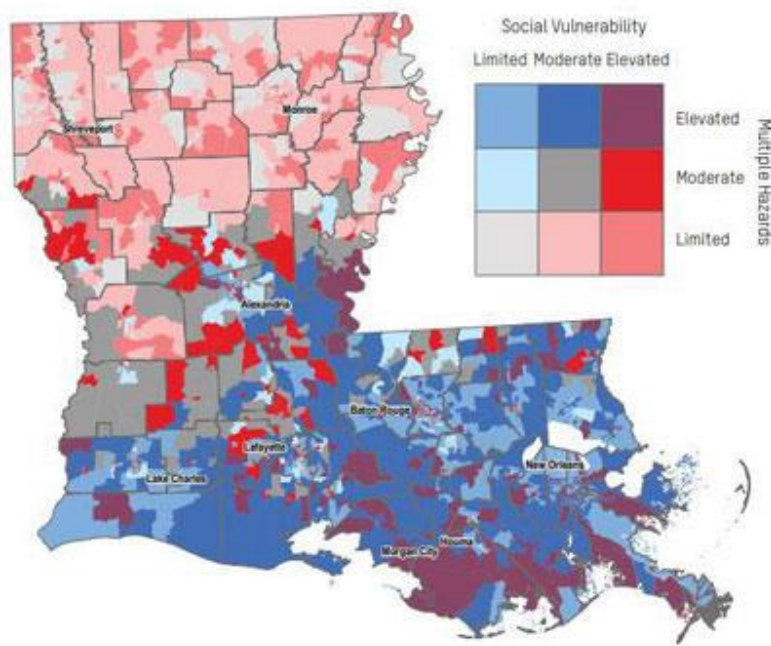 Social Vulnerability
Limited Moderate Elevated
Elevated
Moderate
Limited
Multiple Hazards
Monroe
Shreveport
Alexandria
Baton Rouge
Lafayette
New Orleans
Lake Charles
Houma
Morgan City